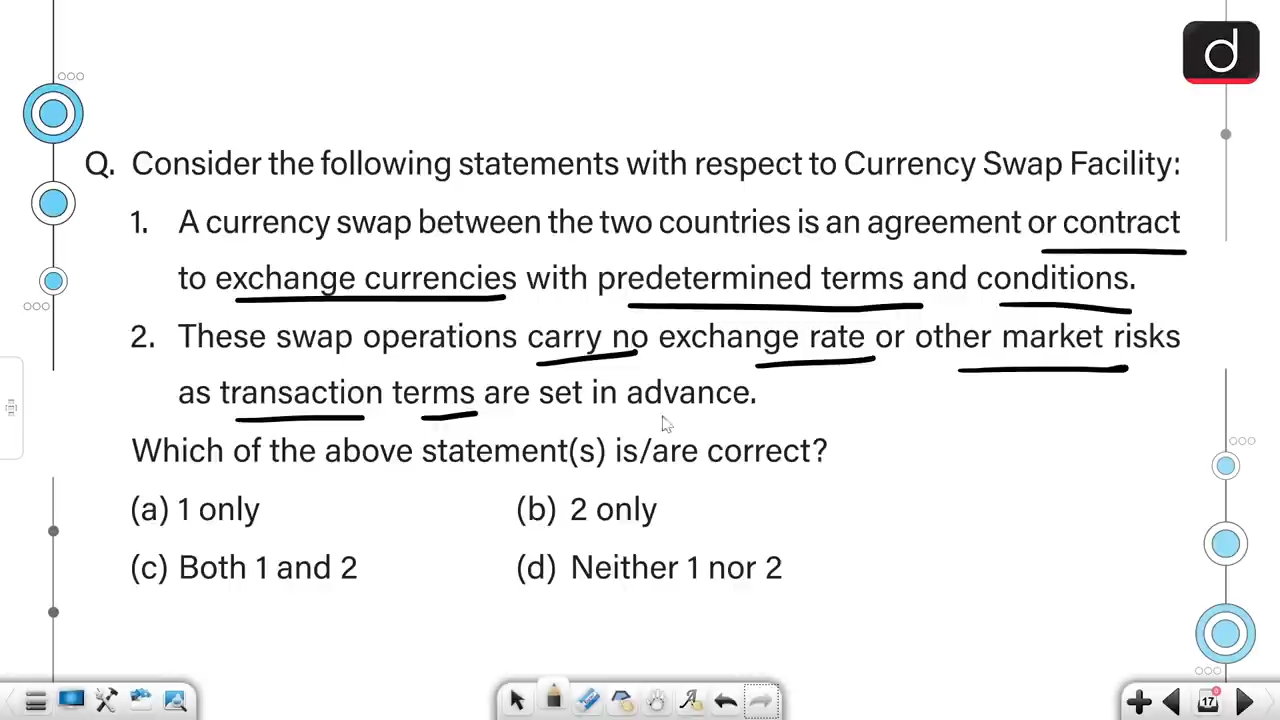 d
Q. Consider the following statements with respect to Currency Swap Facility:
1. A currency swap between the two countries is an agreement or contract
to exchange currencies with predetermined terms and conditions.
2. These swap operations carry no exchange rate or other market risks
as transaction terms are set in advance.
Which of the above statement(s) is/are correct?
(a) 1 only (b) 2 only
(c) Both 1 and 2 (d) Neither 1 nor 2
17